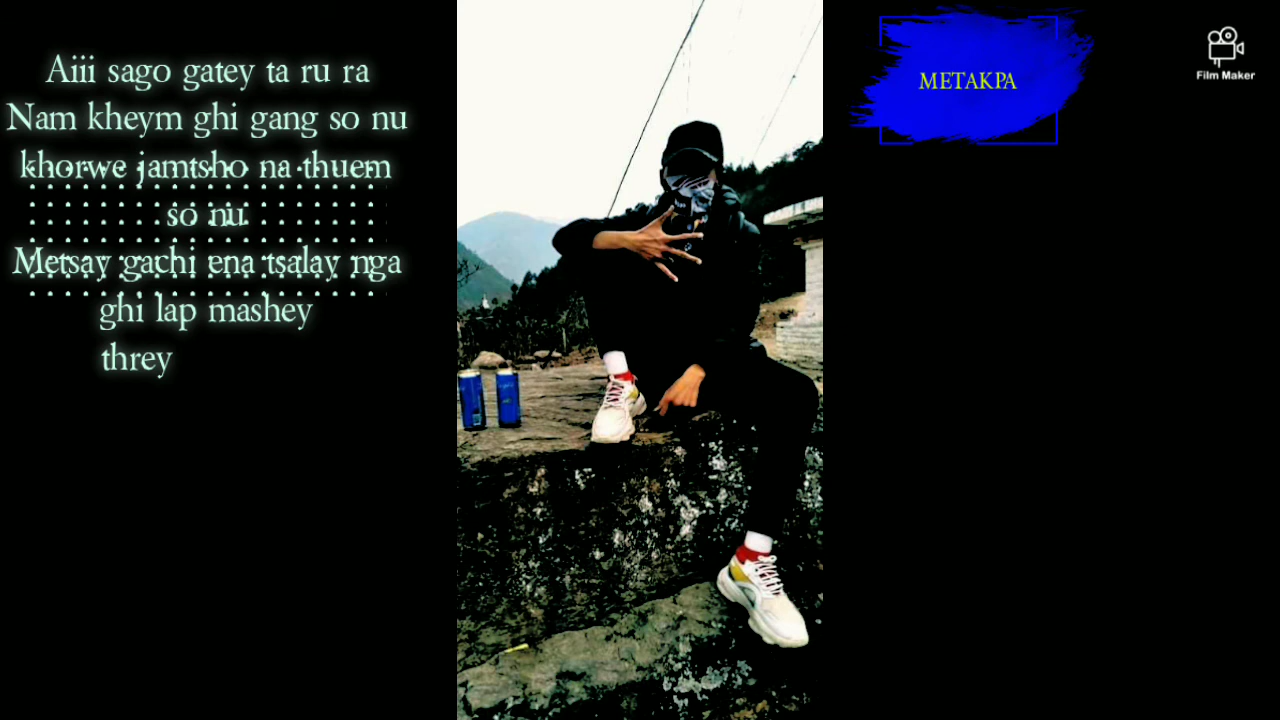 Aiii sago gatey ta ru ra
Nam kheym ghi gang so nu
khorwe jamtsho na thuem
so nu
Metsay gachi ena tsalay nga
ghi lap mashey
threy
METAKPA
Film Maker